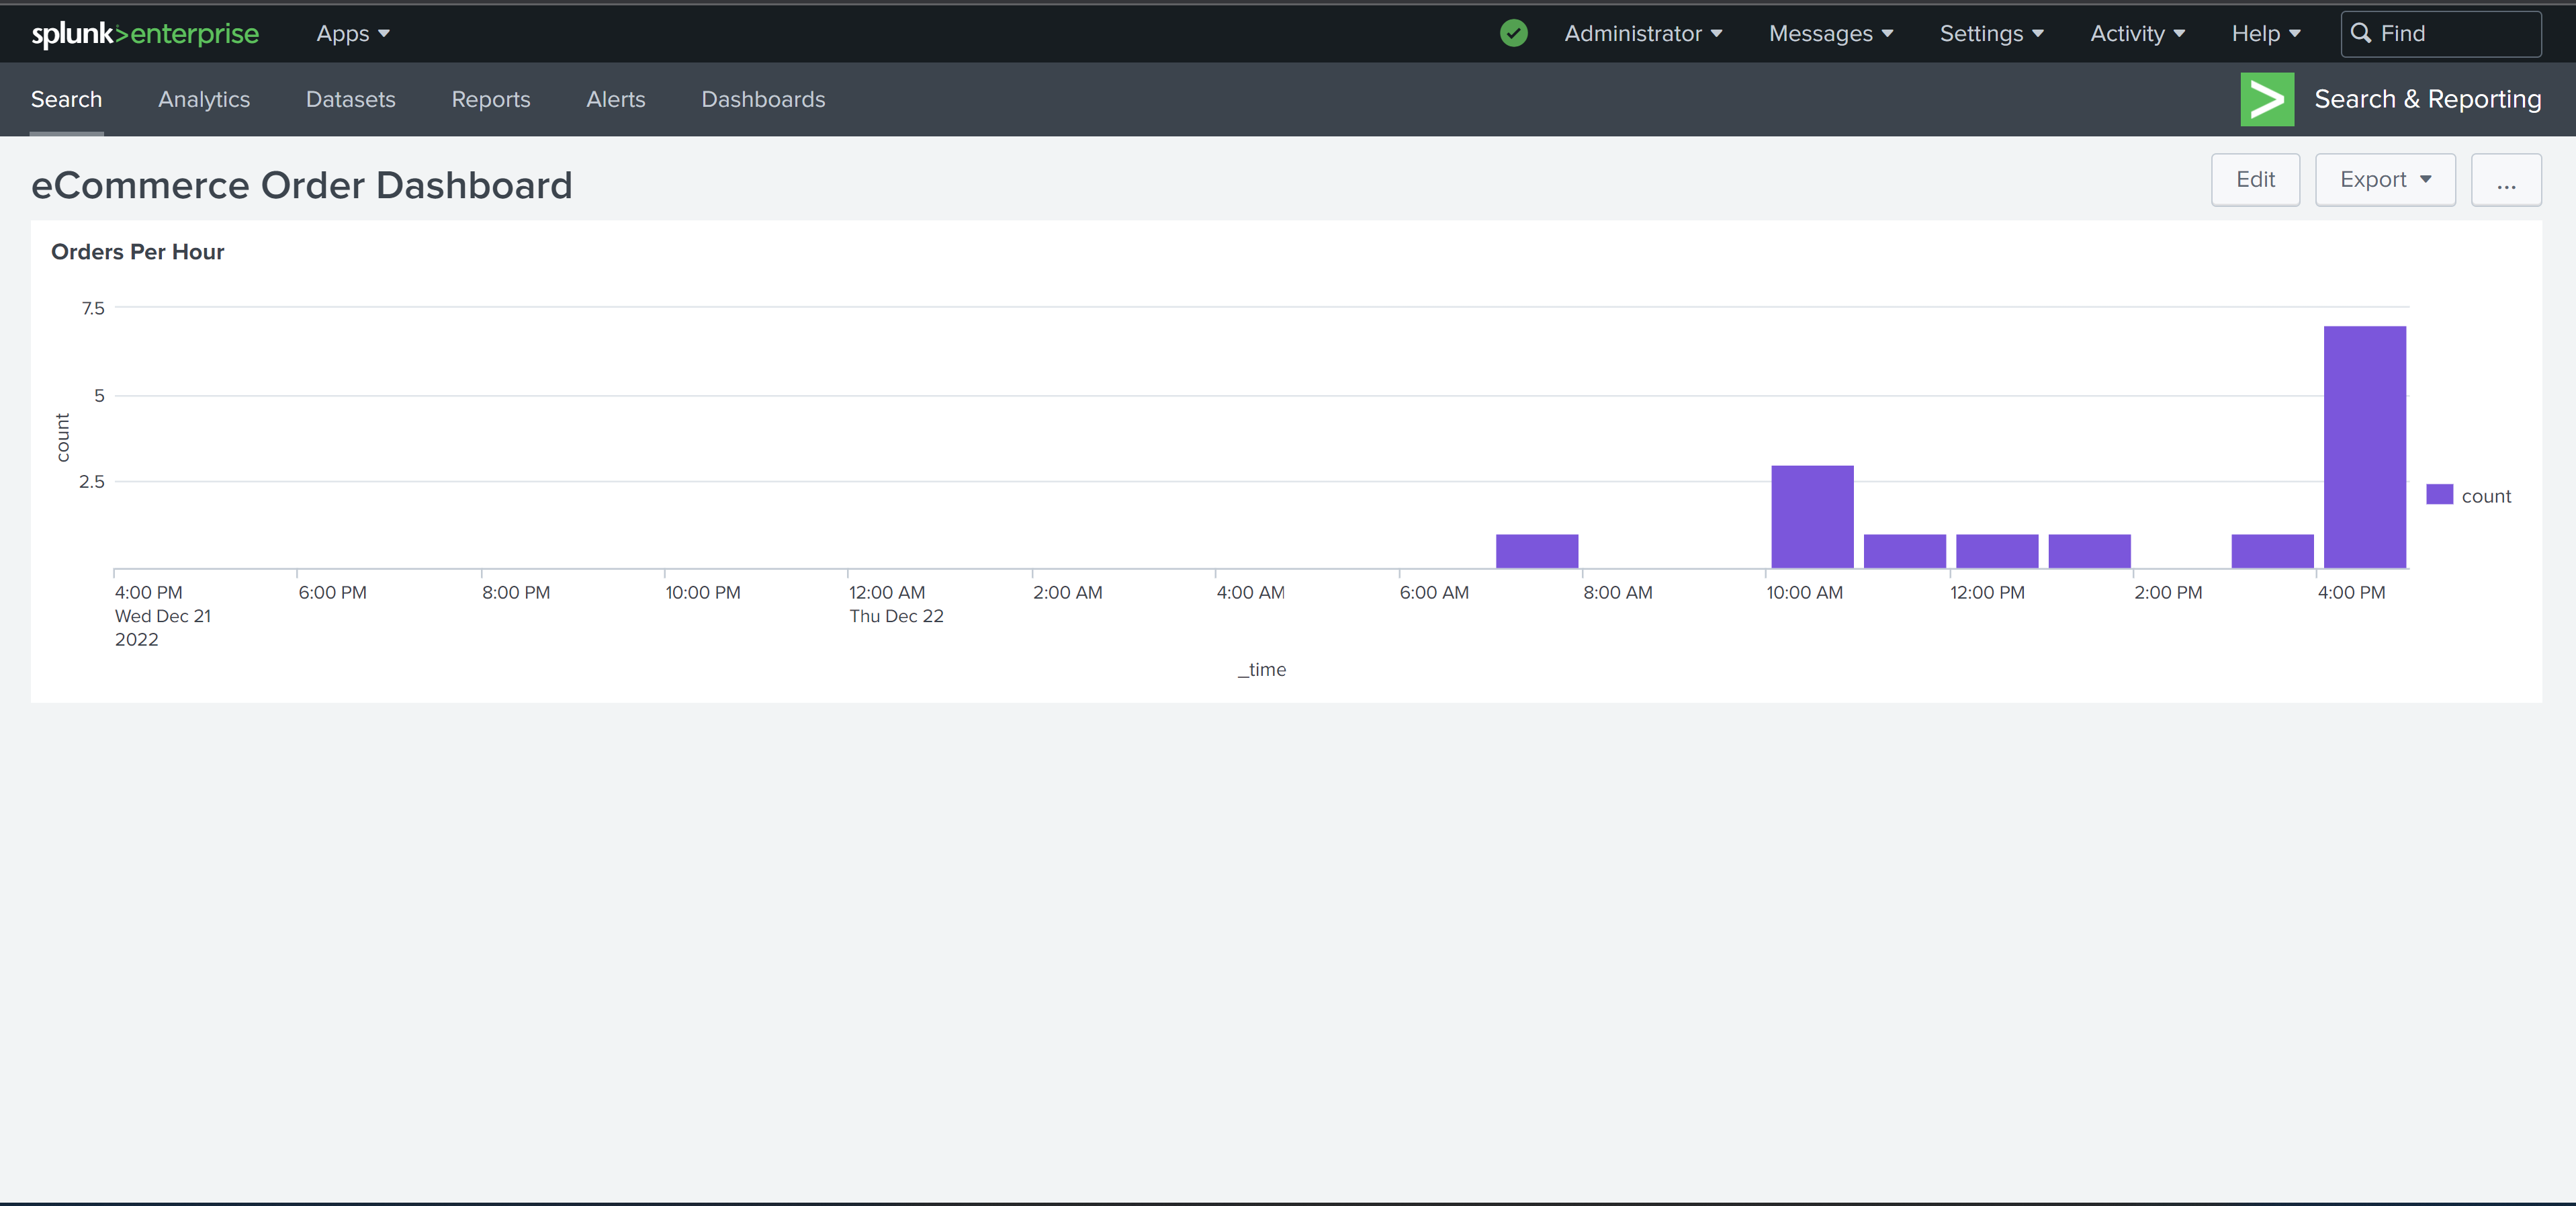 splunk>enterprise Apps Administrator Messages Settings Activity Help Find
Search Analytics Datasets Reports Alerts Dashboards Search & Reporting
eCommerce Order Dashboard Edit Export ...
Orders Per Hour
7.5
5
2.5
count
count
4:00 PM 6:00 PM 8:00 PM 10:00 PM 12:00 AM 2:00 AM 4:00 AM 6:00 AM 8:00 AM 10:00 AM 12:00 PM 2:00 PM 4:00 PM
Wed Dec 21 Thu Dec 22
2022
_time